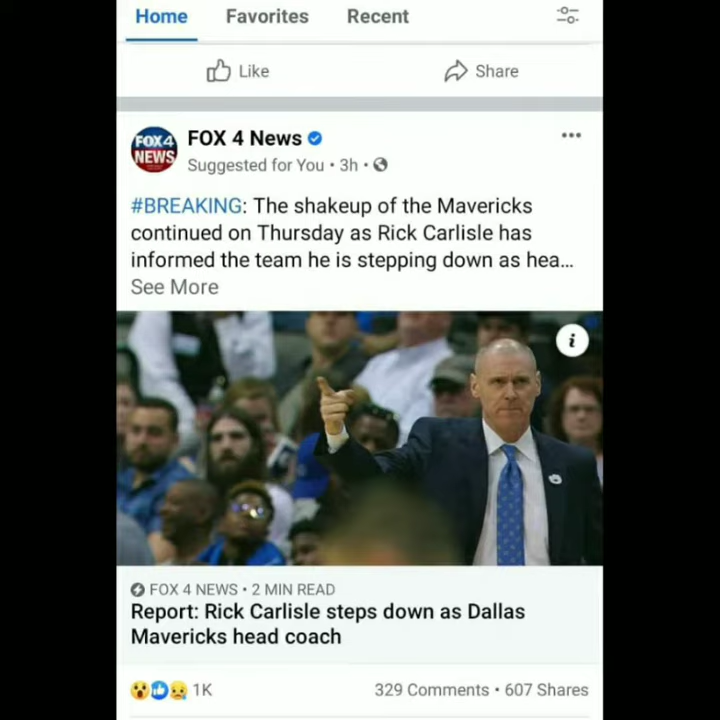 Home Favorites Recent
Like Share
FOX 4 News
FOX4
NEWS
Suggested for You • 3h •
#BREAKING: The shakeup of the Mavericks
continued on Thursday as Rick Carlisle has
informed the team he is stepping down as hea...
See More
i
FOX 4 NEWS • 2 MIN READ
Report: Rick Carlisle steps down as Dallas
Mavericks head coach
1K 329 Comments • 607 Shares